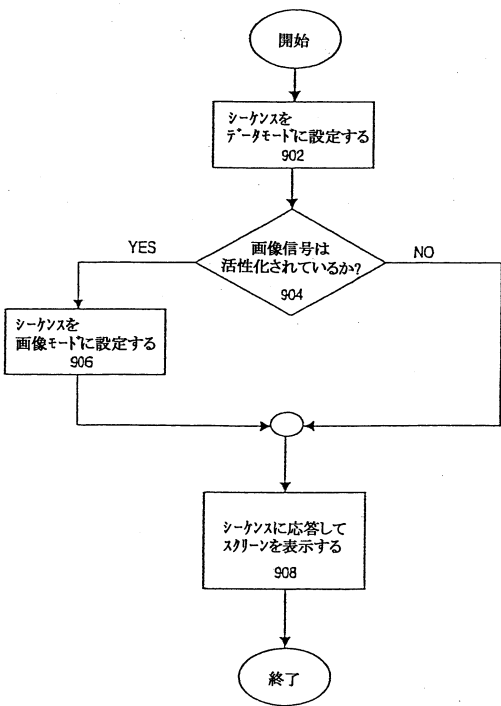 開始
シーケンスを
データモードに設定する
902
画像信号は
活性化されているか?
904
YES
NO
シーケンスを
画像モードに設定する
906
シーケンスに応答して
スクリーンを表示する
908
終了